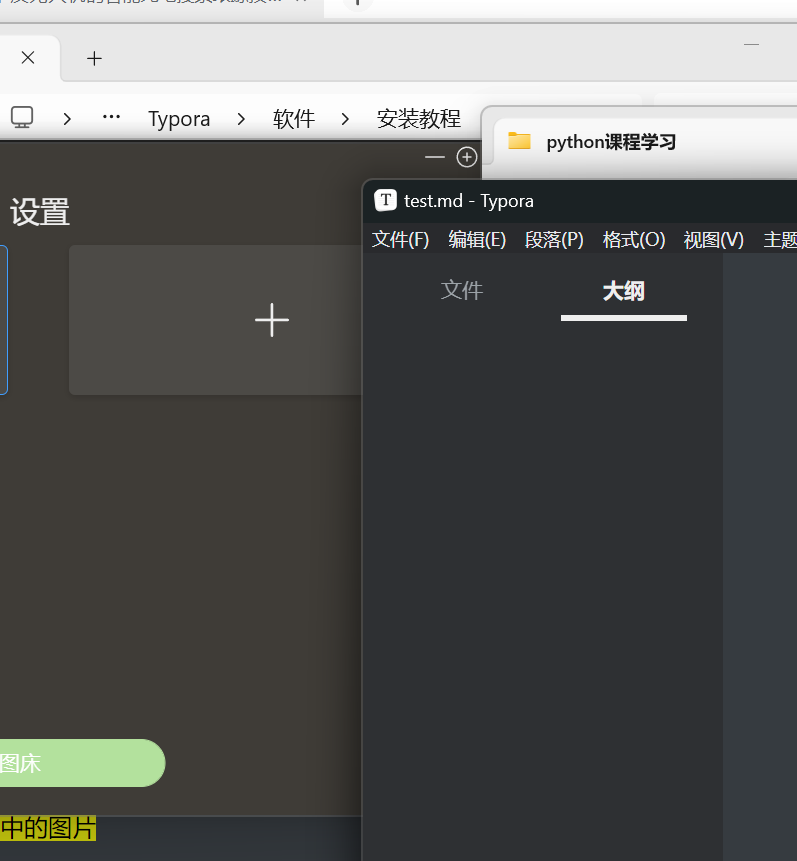 Typora
软件
安装教程
python课程学习
设置
test.md - Typora
文件(F) 编辑(E) 段落(P) 格式(O) 视图(V) 主题
文件 大纲
图床
中的图片